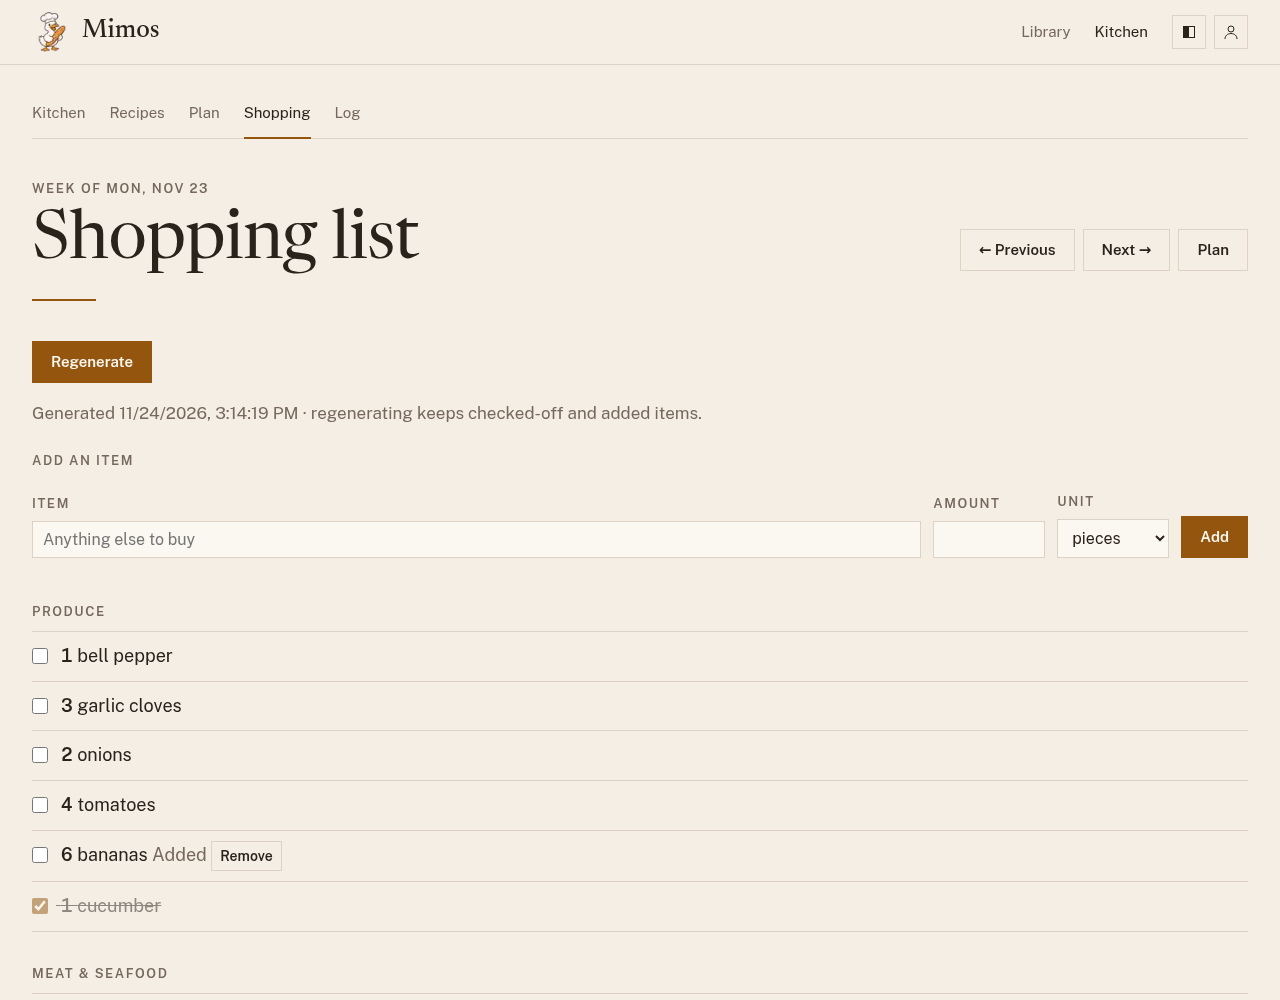 Mimos
Library
Kitchen
Kitchen
Recipes
Plan
Shopping
Log
WEEK OF MON, NOV 23
Shopping list
← Previous
Next →
Plan
Regenerate
Generated 11/24/2026, 3:14:19 PM · regenerating keeps checked-off and added items.
ADD AN ITEM
ITEM
AMOUNT
UNIT
Anything else to buy
pieces
Add
PRODUCE
1 bell pepper
3 garlic cloves
2 onions
4 tomatoes
6 bananas Added Remove
1 cucumber
MEAT & SEAFOOD